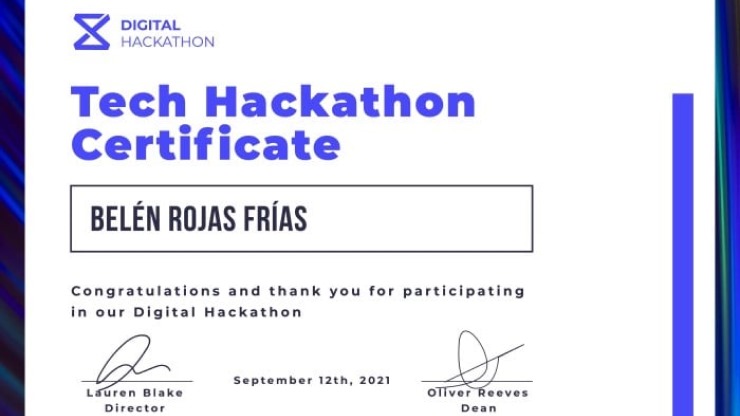 DIGITAL
HACKATHON
Tech Hackathon
Certificate
BELÉN ROJAS FRÍAS
Congratulations and thank you for participating
in our Digital Hackathon
Lauren Blake
Director
September 12th, 2021
Oliver Reeves
Dean